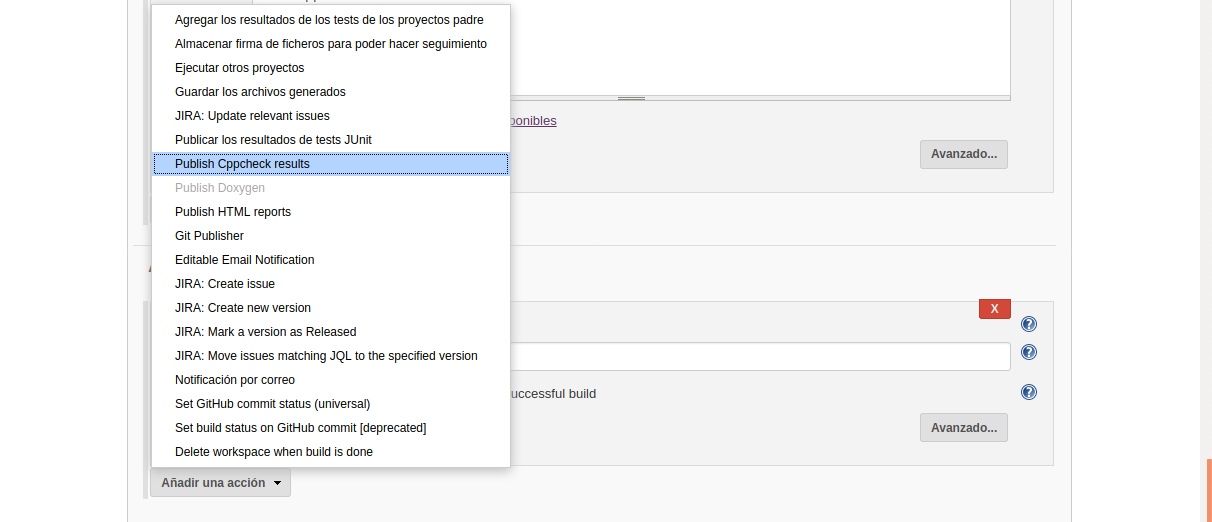 Agregar los resultados de los tests de los proyectos padre
Almacenar firma de ficheros para poder hacer seguimiento
Ejecutar otros proyectos
Guardar los archivos generados
JIRA: Update relevant issues
ponibles
Publicar los resultados de tests JUnit
Avanzado...
Publish Cppcheck results
Publish Doxygen
Publish HTML reports
Git Publisher
Editable Email Notification
JIRA: Create issue
JIRA: Create new version
X
JIRA: Mark a version as Released
JIRA: Move issues matching JQL to the specified version
Notificación por correo
uccessful build
Set GitHub commit status (universal)
Set build status on GitHub commit [deprecated]
Avanzado...
Delete workspace when build is done
Añadir una acción